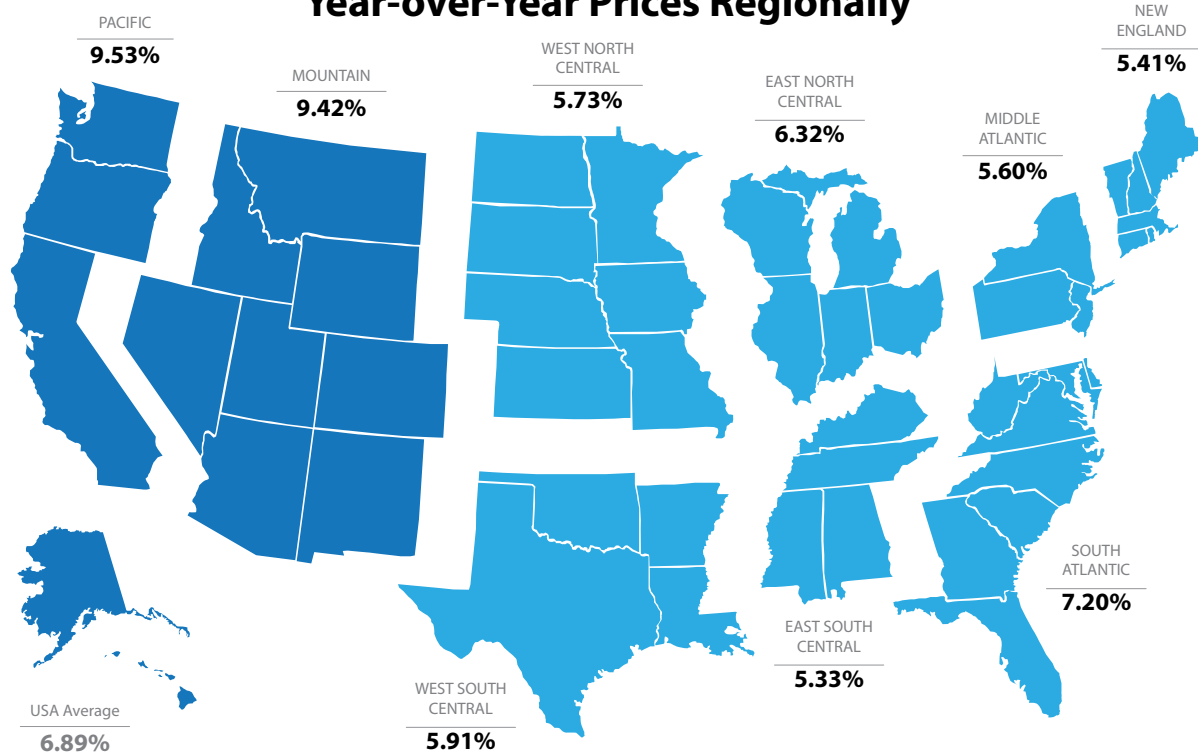 Year-over-Year Prices Regionally
PACIFIC
9.53%
MOUNTAIN
9.42%
WEST NORTH
CENTRAL
5.73%
EAST NORTH
CENTRAL
6.32%
MIDDLE
ATLANTIC
5.60%
NEW
ENGLAND
5.41%
SOUTH
ATLANTIC
7.20%
EAST SOUTH
CENTRAL
5.33%
WEST SOUTH
CENTRAL
5.91%
USA Average
6.89%